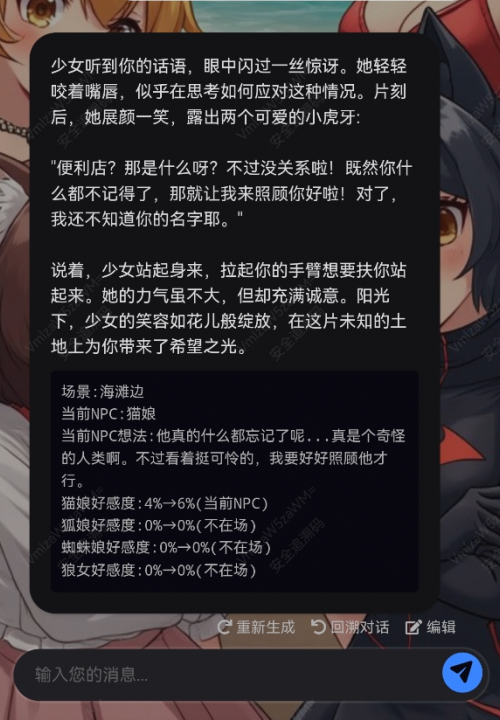 少女听到你的话语，眼中闪过一丝惊讶。她轻轻
咬着嘴唇，似乎在思考如何应对这种情况。片刻
后，她展颜一笑，露出两个可爱的小虎牙:
"便利店？那是什么呀？不过没关系啦！既然你什
么都不记得了，那就让我来照顾你好啦！对了，
我还不知道你的名字耶。"
说着，少女站起身来，拉起你的手臂想要扶你站
起来。她的力气虽不大，但却充满诚意。阳光
下，少女的笑容如花儿般绽放，在这片未知的土
地上为你带来了希望之光。
场景:海滩边
当前NPC:猫娘
当前NPC想法:他真的什么都忘记了呢...真是个奇怪
的人类啊。不过看着挺可怜的，我要好好照顾他才
行。
猫娘好感度:4%→6%(当前NPC)
狐娘好感度:0%→0%(不在场)
蜘蛛娘好感度:0%→0%(不在场)
狼女好感度:0%→0%(不在场)
重新生成 回溯对话 编辑
输入您的消息...